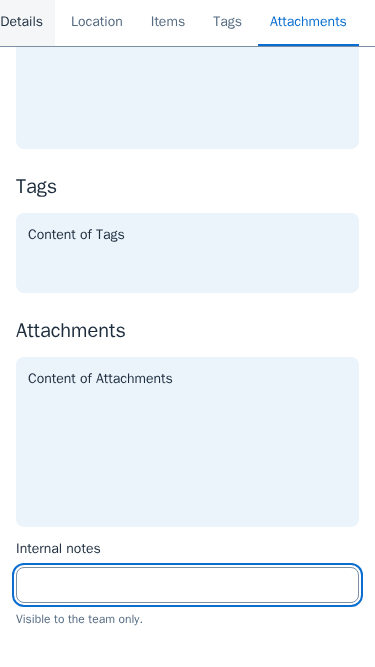 Details Location Items Tags Attachments
Tags
Content of Tags
Attachments
Content of Attachments
Internal notes
Visible to the team only.